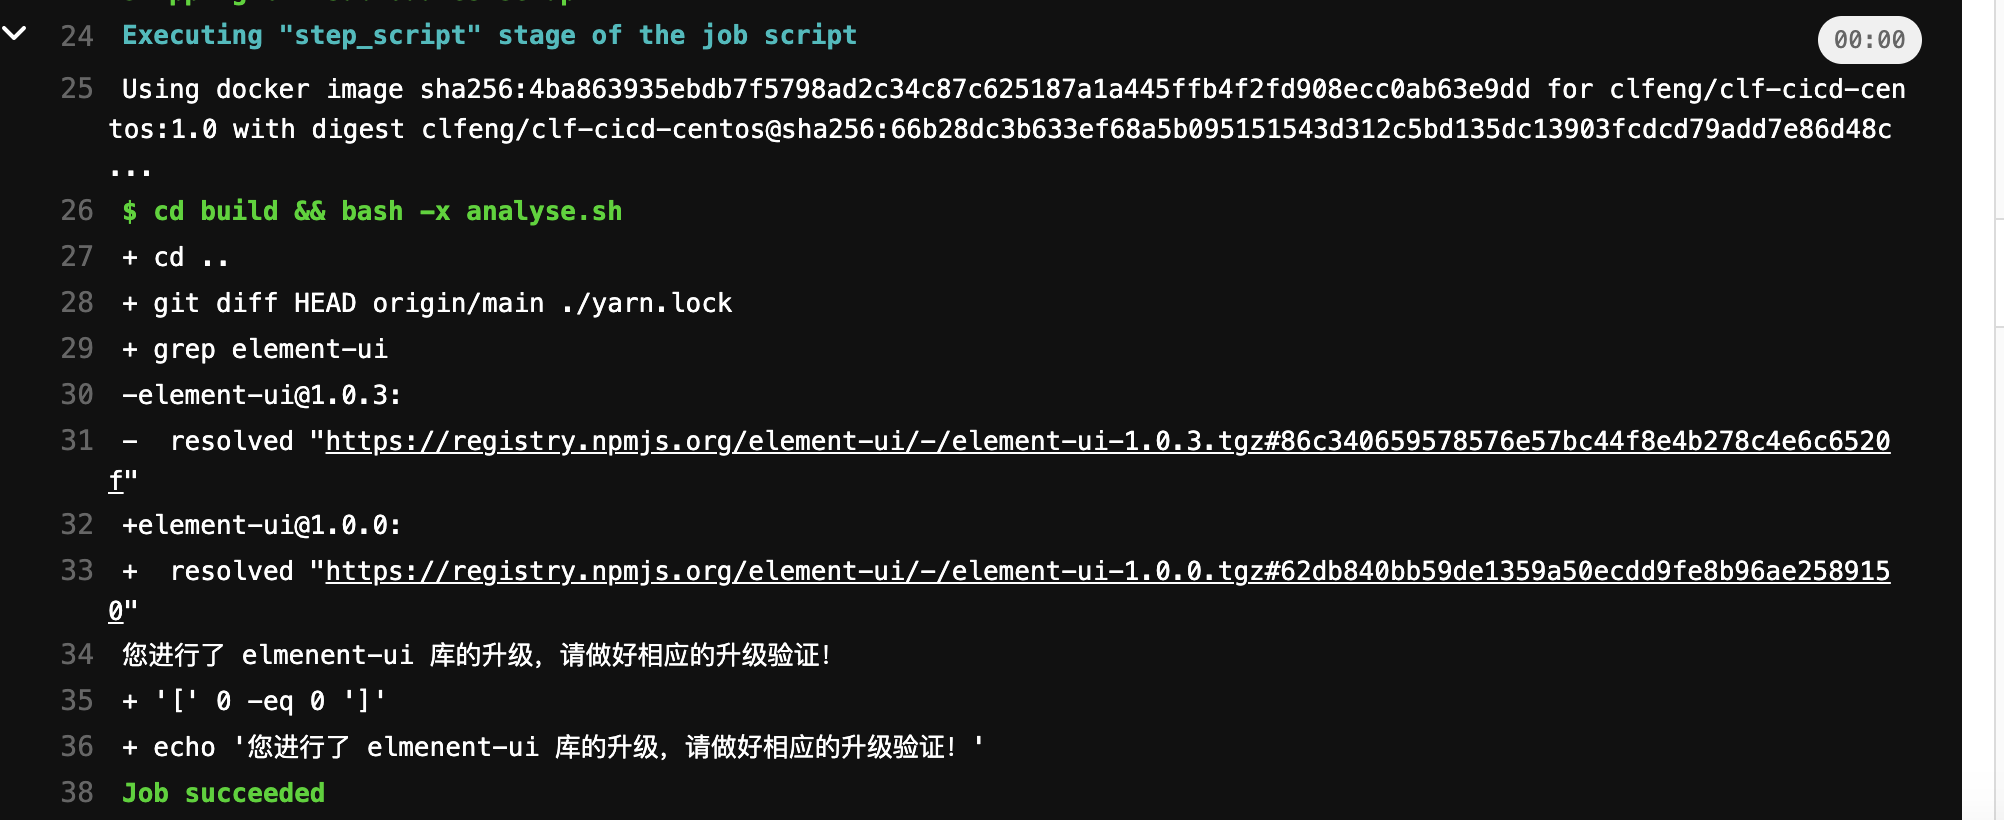 24 Executing "step_script" stage of the job script 00:00
25 Using docker image sha256:4ba863935ebdb7f5798ad2c34c87c625187a1a445ffb4f2fd908ecc0ab63e9dd for clfeng/clf-cicd-cen
tos:1.0 with digest clfeng/clf-cicd-centos@sha256:66b28dc3b633ef68a5b095151543d312c5bd135dc13903fcdcd79add7e86d48c
...
26 $ cd build && bash -x analyse.sh
27 + cd ..
28 + git diff HEAD origin/main ./yarn.lock
29 + grep element-ui
30 -element-ui@1.0.3:
31 -  resolved "https://registry.npmjs.org/element-ui/-/element-ui-1.0.3.tgz#86c340659578576e57bc44f8e4b278c4e6c6520
f"
32 +element-ui@1.0.0:
33 +  resolved "https://registry.npmjs.org/element-ui/-/element-ui-1.0.0.tgz#62db840bb59de1359a50ecdd9fe8b96ae258915
0"
34 您进行了 elmenent-ui 库的升级，请做好相应的升级验证！
35 + '[' 0 -eq 0 ']'
36 + echo '您进行了 elmenent-ui 库的升级，请做好相应的升级验证！'
38 Job succeeded